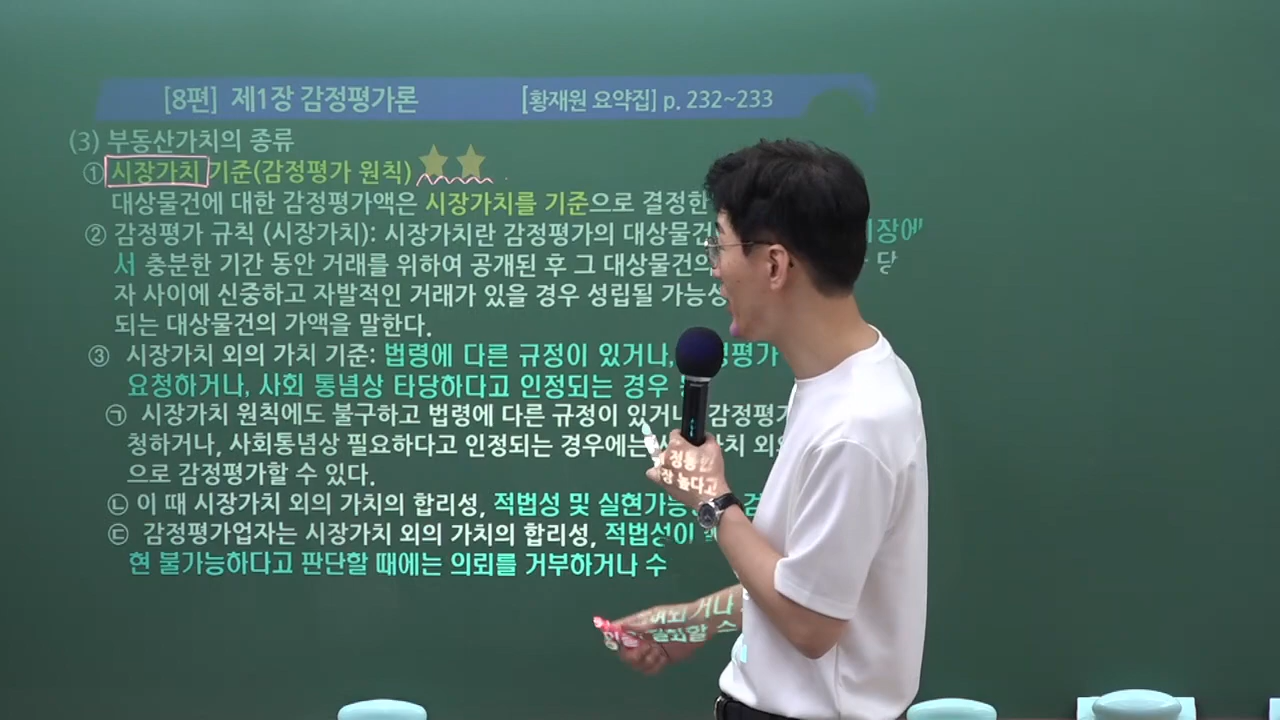 [8편] 제1장 감정평가론 [황재원 요약집] p. 232~233
(3) 부동산가치의 종류
① 시장가치 기준(감정평가 원칙)
대상물건에 대한 감정평가액은 시장가치를 기준으로 결정한
② 감정평가 규칙 (시장가치): 시장가치란 감정평가의 대상물건 시장에
서 충분한 기간 동안 거래를 위하여 공개된 후 그 대상물건의 당
자 사이에 신중하고 자발적인 거래가 있을 경우 성립될 가능성
되는 대상물건의 가액을 말한다.
③ 시장가치 외의 가치 기준: 법령에 다른 규정이 있거나, 평가
요청하거나, 사회 통념상 타당하다고 인정되는 경우
㉠ 시장가치 원칙에도 불구하고 법령에 다른 규정이 있거나 감정평가
청하거나, 사회통념상 필요하다고 인정되는 경우에는 가치 외
으로 감정평가할 수 있다.
㉡ 이 때 시장가치 외의 가치의 합리성, 적법성 및 실현가능 검
㉢ 감정평가업자는 시장가치 외의 가치의 합리성, 적법성이
현 불가능하다고 판단할 때에는 의뢰를 거부하거나 수